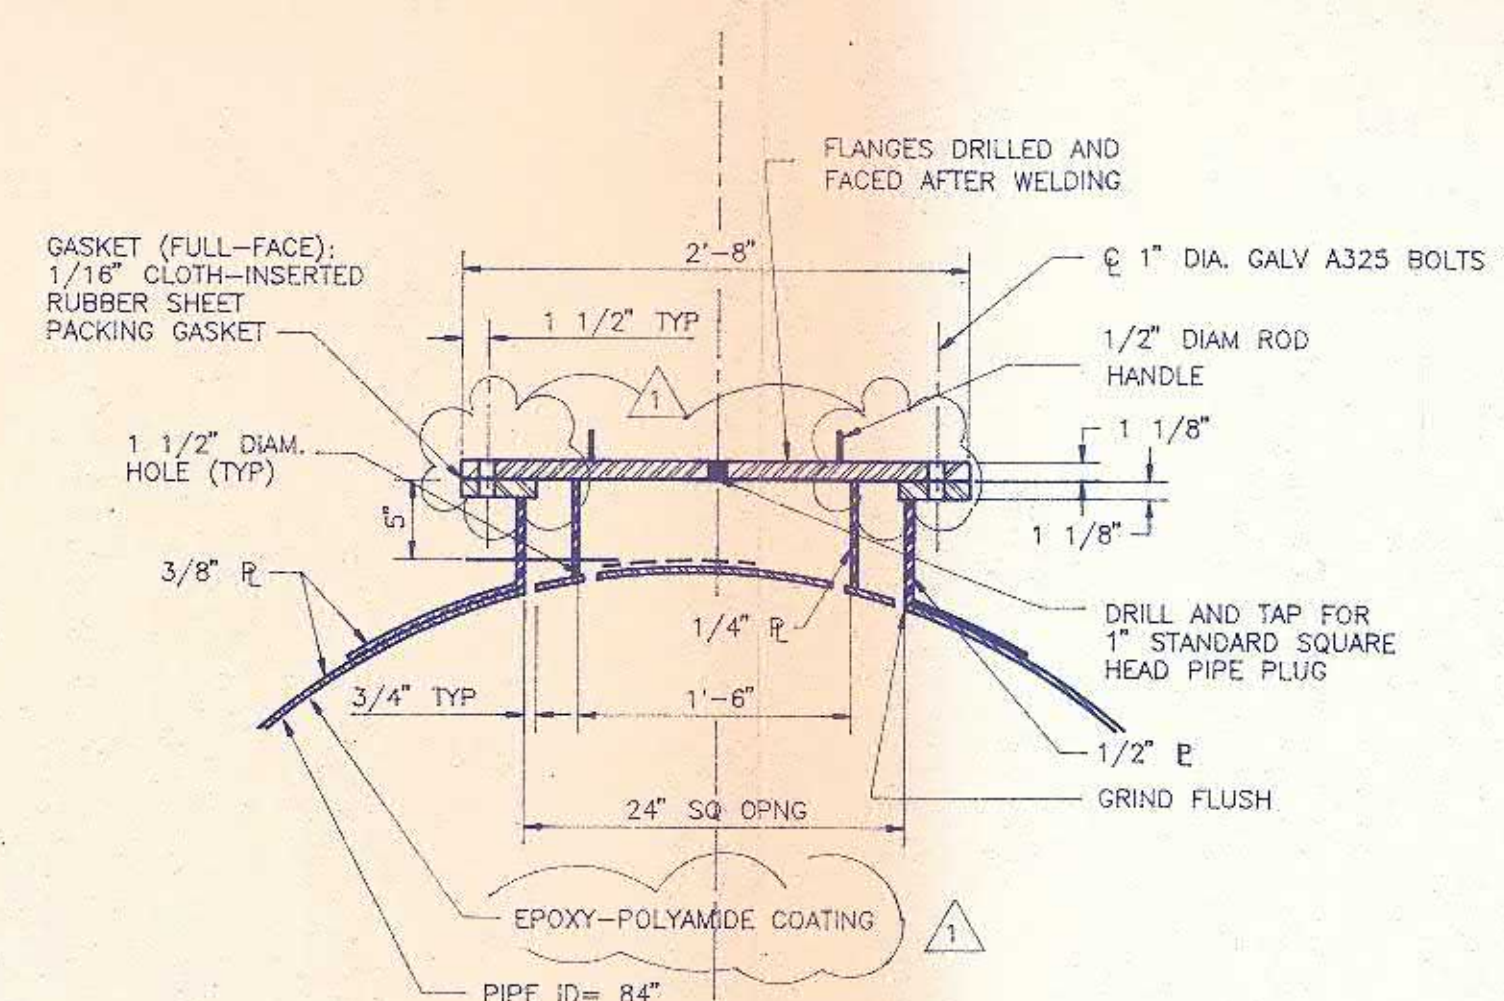 FLANGES DRILLED AND
FACED AFTER WELDING
GASKET (FULL-FACE):
1/16" CLOTH-INSERTED
RUBBER SHEET
PACKING GASKET
2'-8"
℄ 1" DIA. GALV A325 BOLTS
1 1/2" TYP
1/2" DIAM ROD
HANDLE
1
1 1/8"
1 1/2" DIAM.
HOLE (TYP)
5"
1 1/8"
3/8" ℞
1/4" ℞
DRILL AND TAP FOR
1" STANDARD SQUARE
HEAD PIPE PLUG
3/4" TYP
1'-6"
1/2" ℞
GRIND FLUSH
24" SQ OPNG
EPOXY-POLYAMIDE COATING
1
PIPE ID= 84"